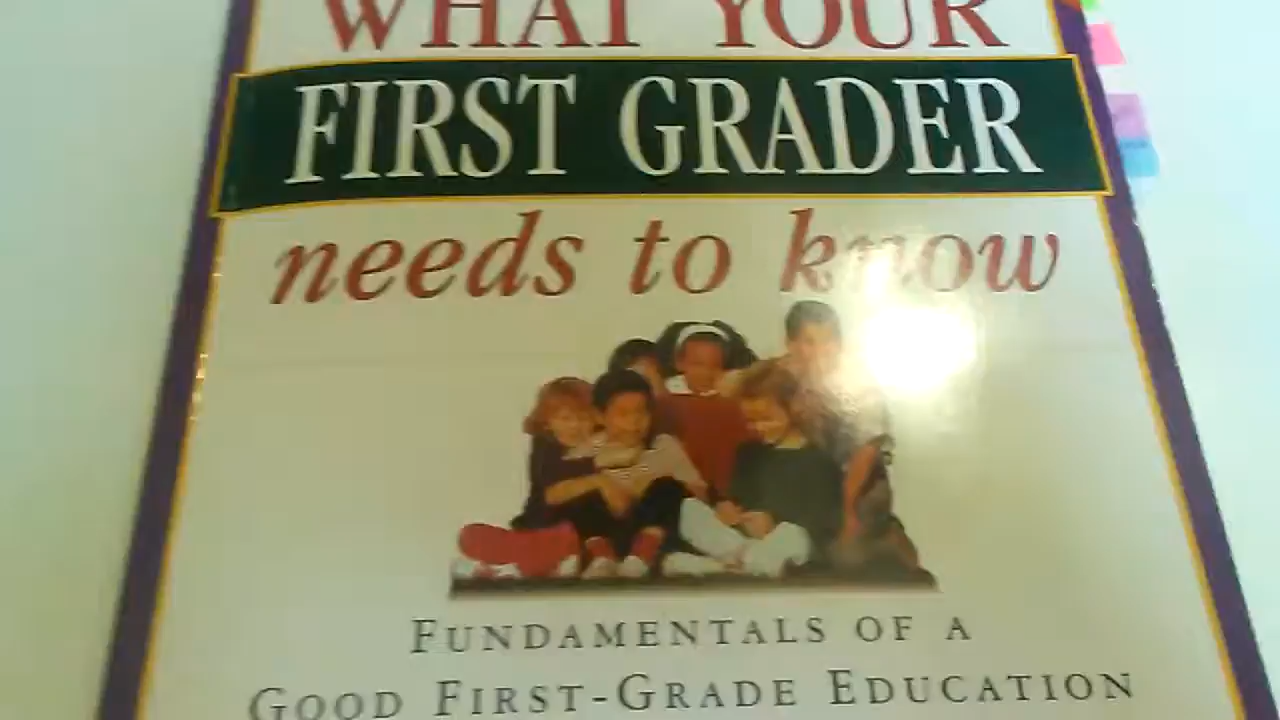 WHAT YOUR
FIRST GRADER
needs to know
FUNDAMENTALS OF A
GOOD FIRST-GRADE EDUCATION